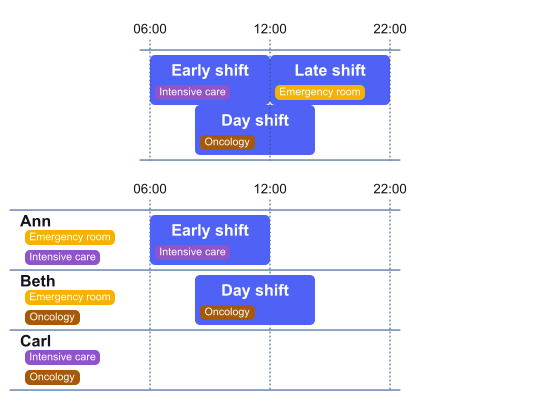 06:00 12:00 22:00
Early shift Late shift
Intensive care Emergency room
Day shift
Oncology
06:00 12:00 22:00
Ann
Emergency room
Intensive care
Early shift
Intensive care
Beth
Emergency room
Oncology
Day shift
Oncology
Carl
Intensive care
Oncology